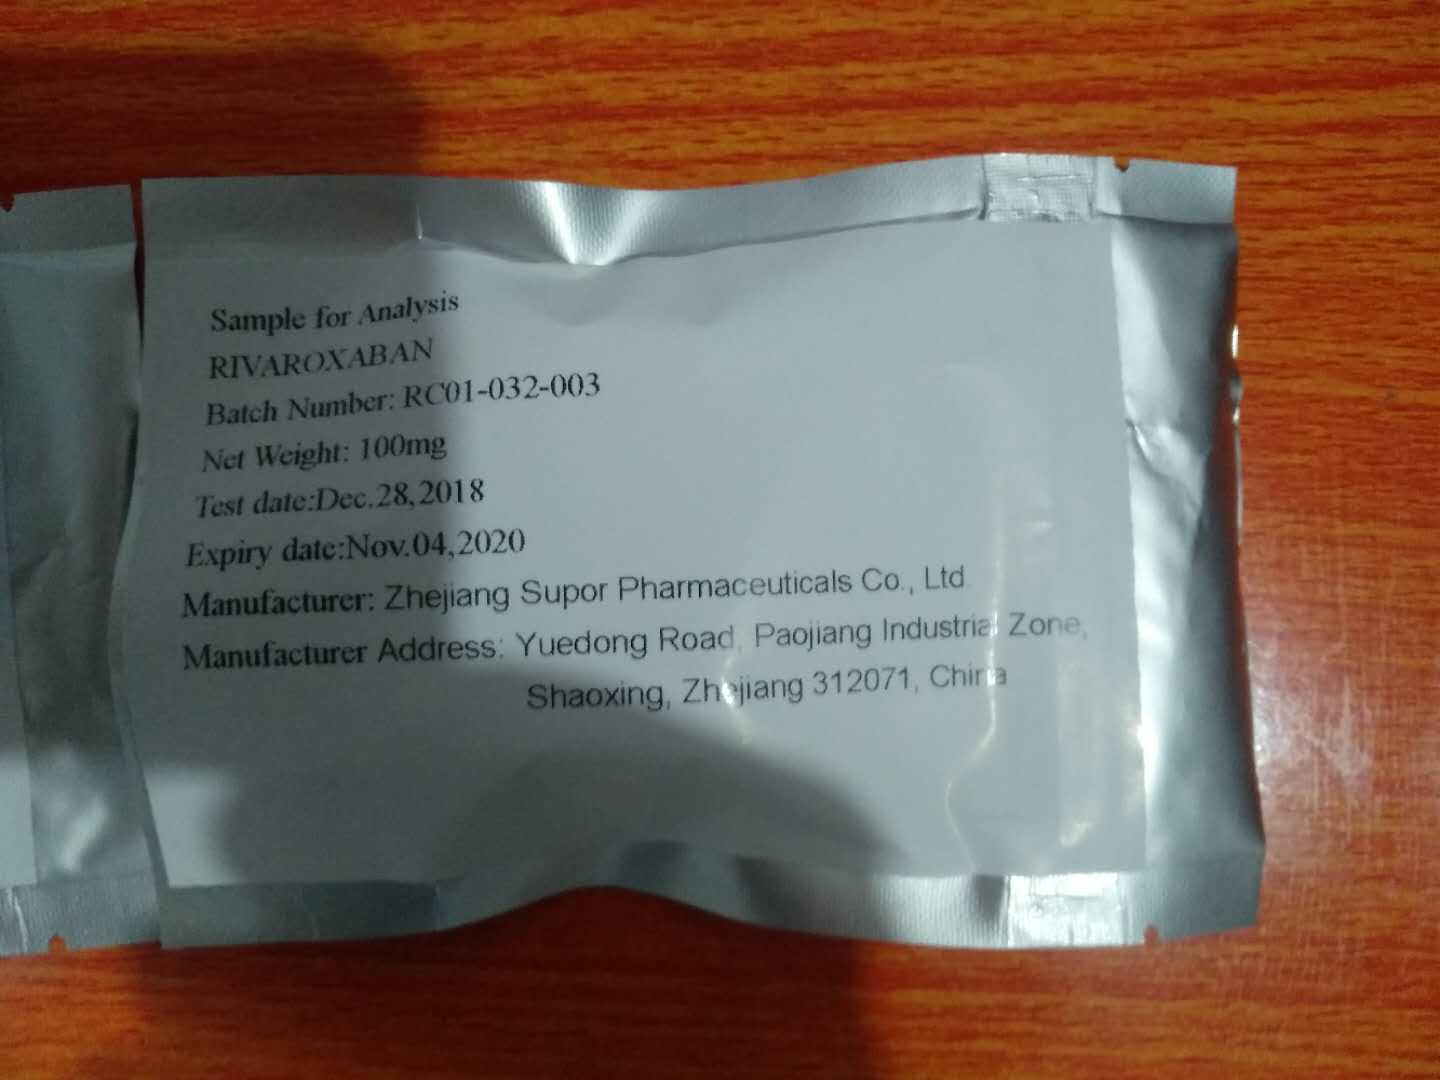 Sample for Analysis
RIVAROXABAN
Batch Number: RC01-032-003
Net Weight: 100mg
Test date:Dec.28,2018
Expiry date:Nov.04,2020
Manufacturer: Zhejiang Supor Pharmaceuticals Co., Ltd
Manufacturer Address: Yuedong Road, Paojiang Industrial Zone,
Shaoxing, Zhejiang 312071, China